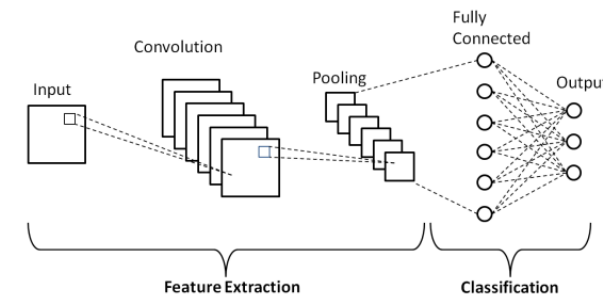 Fully
Connected
Convolution
Pooling
Input
Output
Feature Extraction
Classification